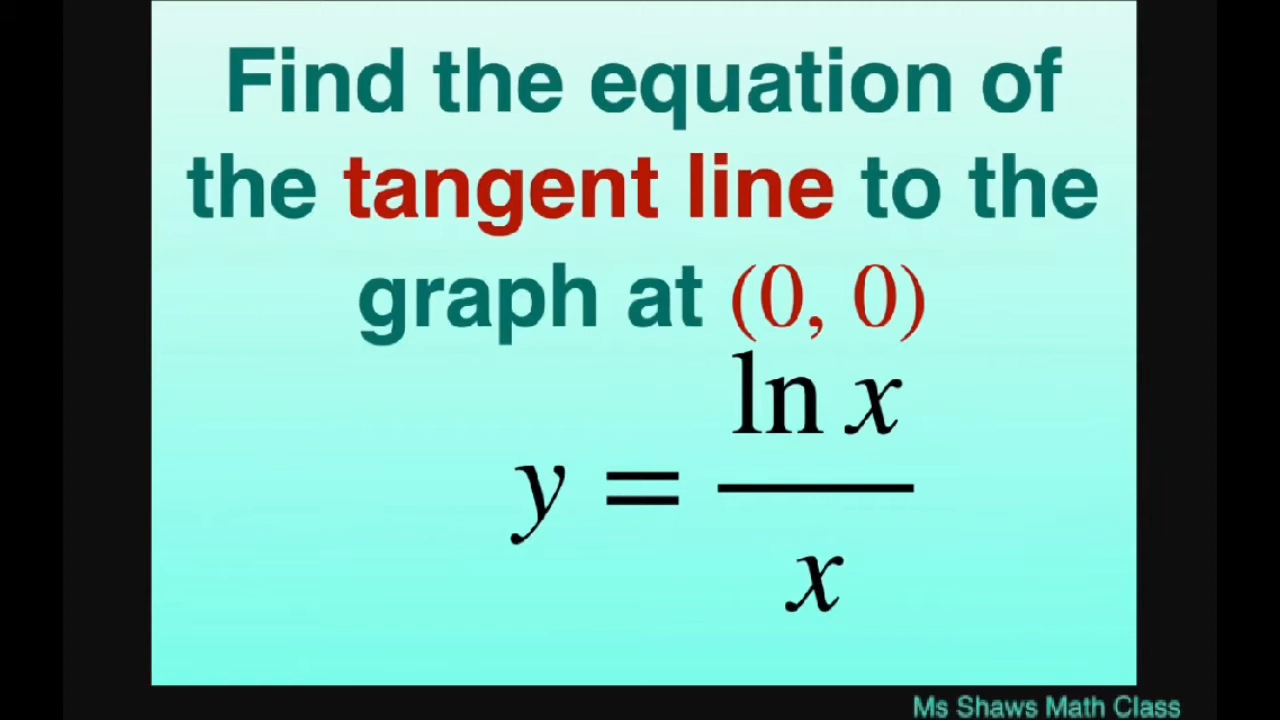 Find the equation of
the tangent line to the
graph at (0, 0)
y = ln x / x
Ms Shaws Math Class